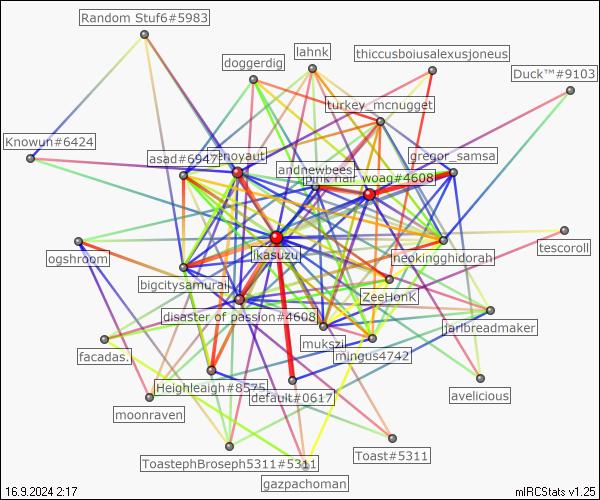 Random Stuf6#5983
lahnk
thiccusboiusalexusjoneus
doggerdig
Duck™#9103
turkey_mcnugget
Knowun#6424
asad#6947
gregor_samsa
andnewbees
pink hair woag#4608
ikasuzu
neokingghidorah
tescoroll
ogshroom
bigcitysamurai
ZeeHonK
disaster of passion#4608
jarlbreadmaker
mukszi
mingus4742
facadas.
Heighleigh#8575
default#0617
avelicious
moonraven
Toast#5311
ToastephBroseph5311#5311
gazpachoman
16.9.2024 2:17
mIRCStats v1.25